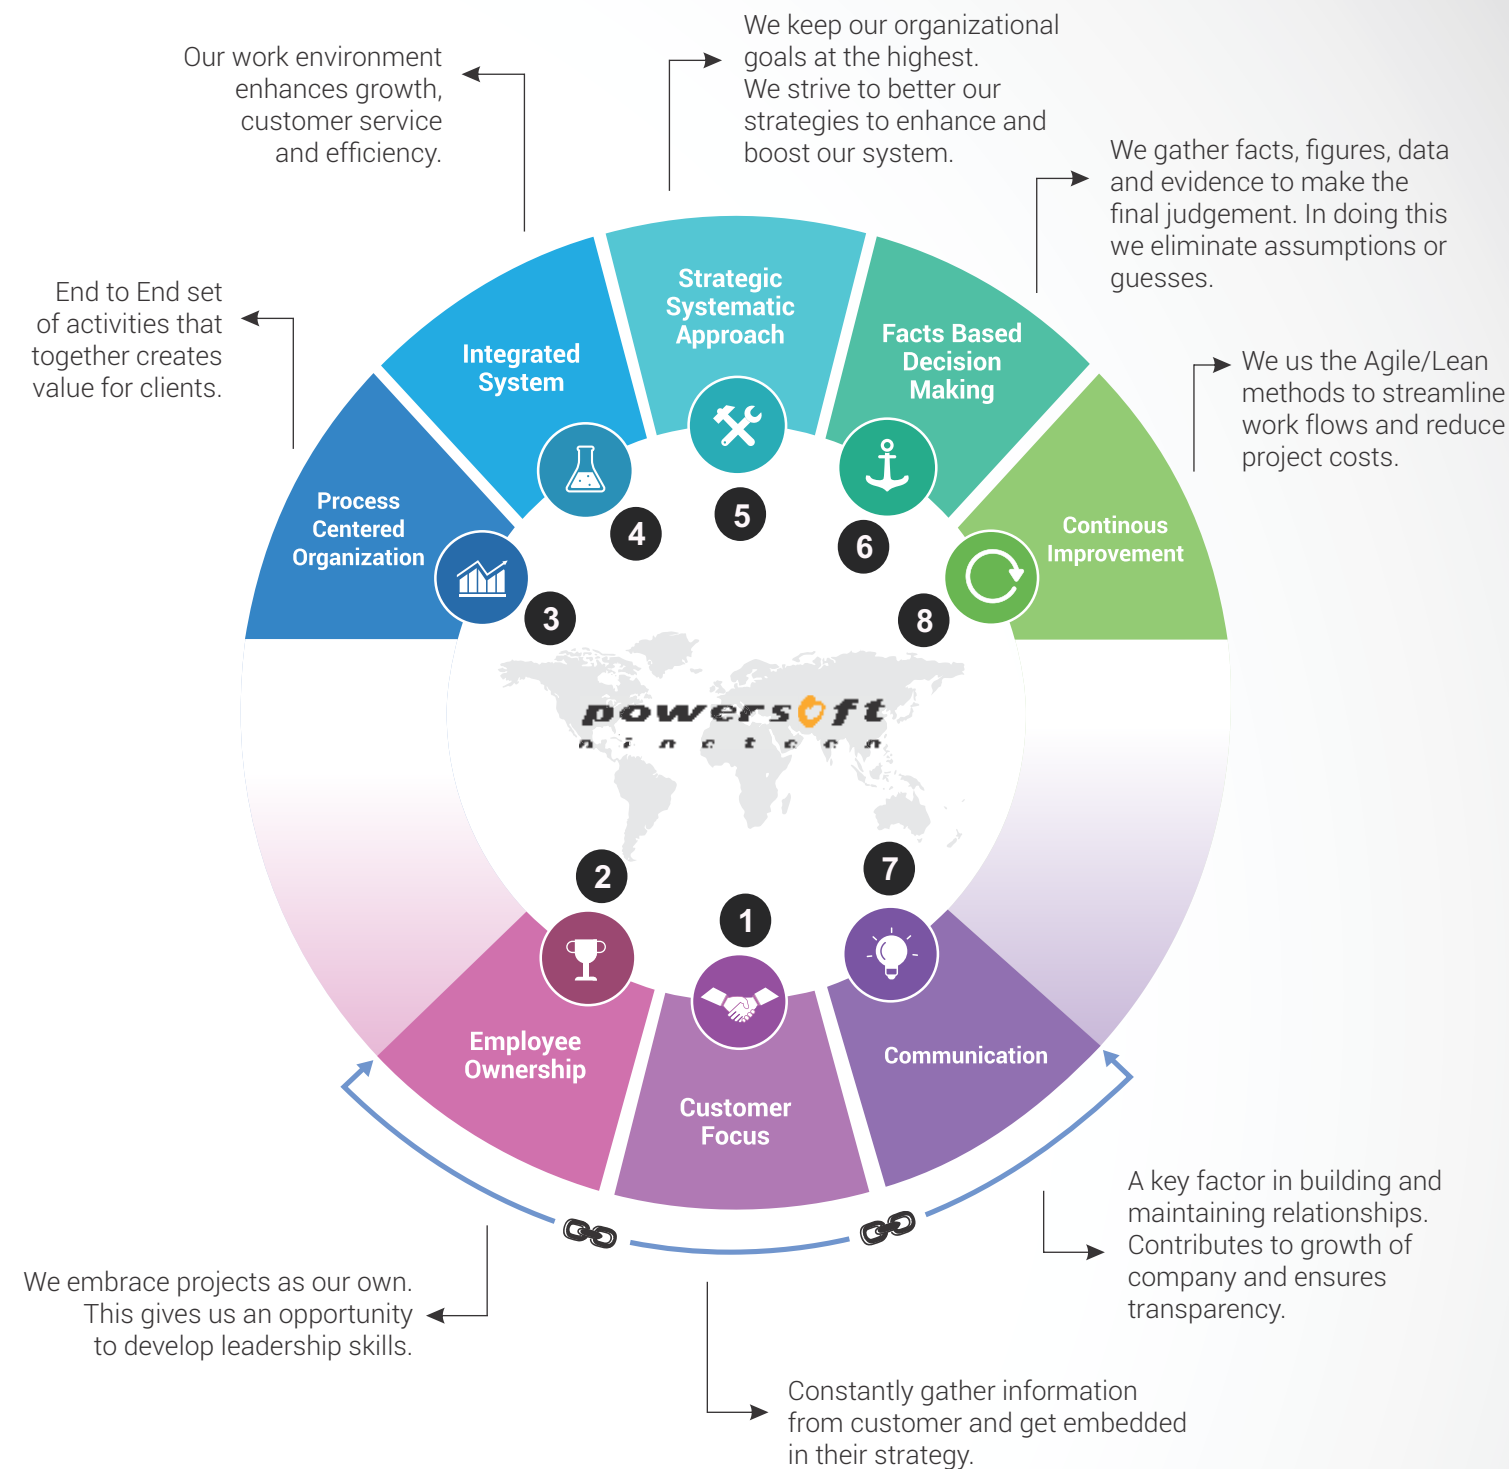 We keep our organizational
goals at the highest.
We strive to better our
strategies to enhance and
boost our system.
Our work environment
enhances growth,
customer service
and efficiency.
We gather facts, figures, data
and evidence to make the
final judgement. In doing this
we eliminate assumptions or
guesses.
End to End set
of activities that
together creates
value for clients.
We us the Agile/Lean
methods to streamline
work flows and reduce
project costs.
Strategic
Systematic
Approach
Integrated
System
Facts Based
Decision
Making
Process
Centered
Organization
Continous
Improvement
5
4
6
3
8
powersoft
nineteen
2
7
1
Employee
Ownership
Customer
Focus
Communication
A key factor in building and
maintaining relationships.
Contributes to growth of
company and ensures
transparency.
We embrace projects as our own.
This gives us an opportunity
to develop leadership skills.
Constantly gather information
from customer and get embedded
in their strategy.